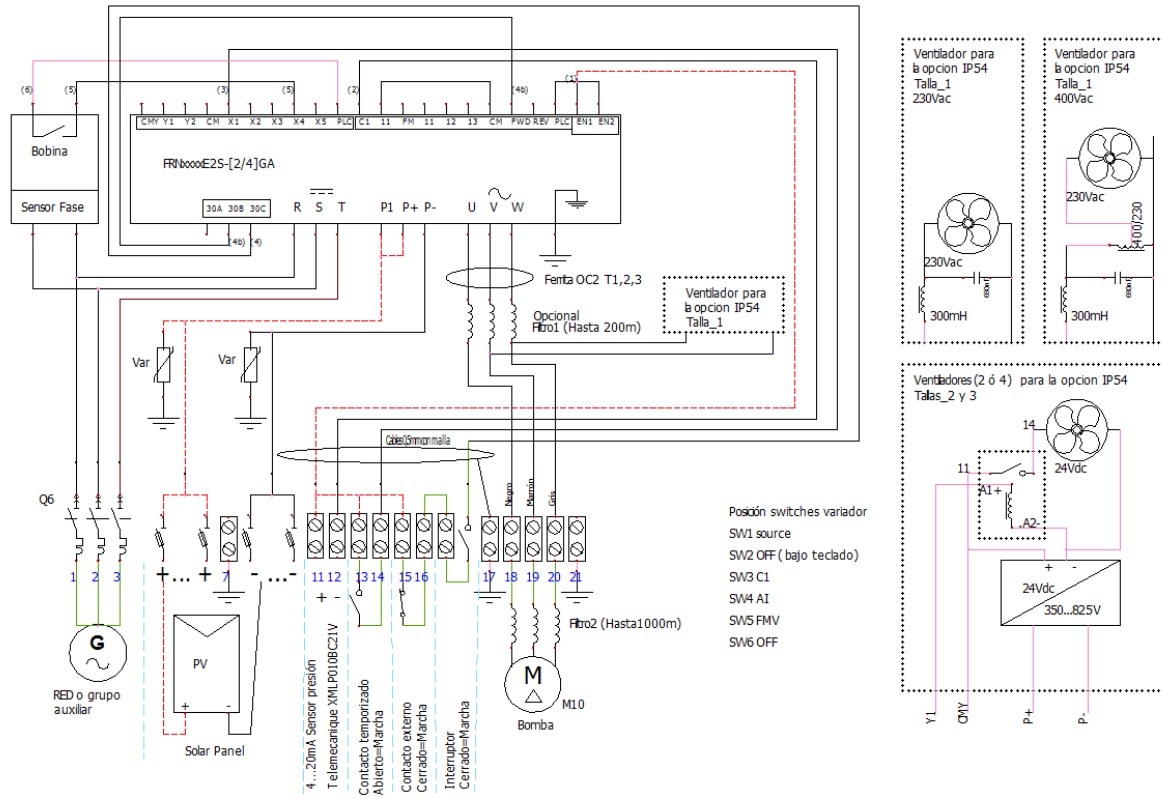 (6)
(5)
(3)
(5)
(2)
(4b)
(1)
CMY Y1 Y2 CM X1 X2 X3 X4 X5 PLC
C1 11 FM 11 12 13 CM FWD REV PLC EN1 EN2
Bobina
Sensor Fase
FRNxxxxE2S-[2/4]GA
30A 30B 30C
R S T
P1 P+ P-
U V W
(4b) (4)
Ferrita OC2 T1,2,3
Opcional
Filtro1 (Hasta 200m)
Ventilador para
la opcion IP54
Talla_1
Var
Var
Cables 0,5mm con malla
Negro
Marrón
Gris
Q6
1 2 3
+... +
7
- ...-
11 12 13 14 15 16 17 18 19 20 21
+ -
G
RED o grupo
auxiliar
PV
+ -
Solar Panel
4...20mA Sensor presión
Telemecanique XMLP010BC21V
Contacto temporizado
Abierto=Marcha
Contacto externo
Cerrado=Marcha
Interruptor
Cerrado=Marcha
Filtro2 (Hasta1000m)
M
M10
Bomba
Posición switches variador
SW1 source
SW2 OFF ( bajo teclado)
SW3 C1
SW4 AI
SW5 FMV
SW6 OFF
Ventilador para
la opcion IP54
Talla_1
230Vac
230Vac
300mH
Ventilador para
la opcion IP54
Talla_1
400Vac
230Vac
400/230
300mH
Ventiladores (2 ó 4) para la opcion IP54
Tallas_2 y 3
14
24Vdc
11
A1+
.A2-
+ -
24Vdc
350...825V
Y1
CMY
P+
P-